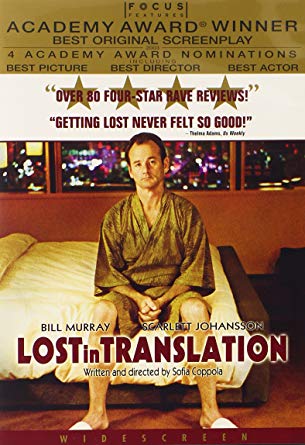 FOCUS
FEATURES
ACADEMY AWARD® WINNER
BEST ORIGINAL SCREENPLAY
4 ACADEMY AWARD NOMINATIONS
INCLUDING
BEST PICTURE BEST DIRECTOR BEST ACTOR
"OVER 80 FOUR-STAR RAVE REVIEWS!"
"GETTING LOST NEVER FELT SO GOOD!"
– Thelma Adams, Us Weekly
BILL MURRAY SCARLETT JOHANSSON
LOST in TRANSLATION
Written and directed by Sofia Coppola
WIDESCREEN